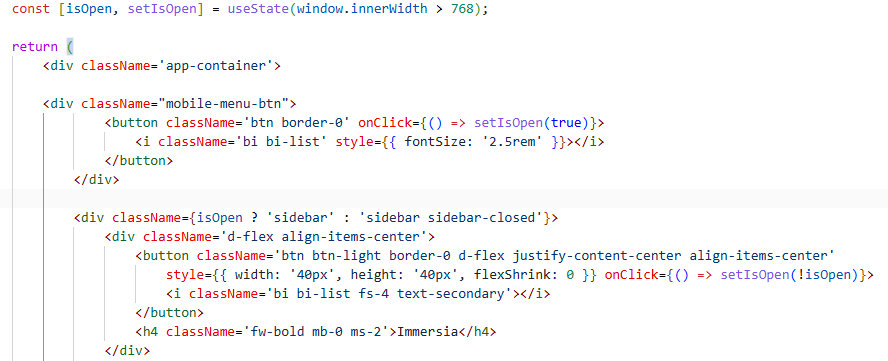 const [isOpen, setIsOpen] = useState(window.innerWidth > 768);
return (
<div className='app-container'>
<div className="mobile-menu-btn">
<button className='btn border-0' onClick={() => setIsOpen(true)}>
<i className='bi bi-list' style={{ fontSize: '2.5rem' }}></i>
</button>
</div>
<div className={isOpen ? 'sidebar' : 'sidebar sidebar-closed'}>
<div className='d-flex align-items-center'>
<button className='btn btn-light border-0 d-flex justify-content-center align-items-center'
style={{ width: '40px', height: '40px', flexShrink: 0 }} onClick={() => setIsOpen(!isOpen)}>
<i className='bi bi-list fs-4 text-secondary'></i>
</button>
<h4 className='fw-bold mb-0 ms-2'>Immersia</h4>
</div>